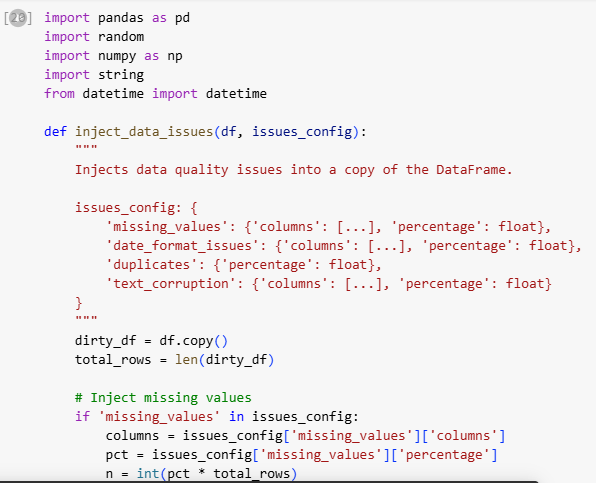 import pandas as pd
import random
import numpy as np
import string
from datetime import datetime

def inject_data_issues(df, issues_config):
    """
    Injects data quality issues into a copy of the DataFrame.

    issues_config: {
        'missing_values': {'columns': [...], 'percentage': float},
        'date_format_issues': {'columns': [...], 'percentage': float},
        'duplicates': {'percentage': float},
        'text_corruption': {'columns': [...], 'percentage': float}
    }
    """
    dirty_df = df.copy()
    total_rows = len(dirty_df)

    # Inject missing values
    if 'missing_values' in issues_config:
        columns = issues_config['missing_values']['columns']
        pct = issues_config['missing_values']['percentage']
        n = int(pct * total_rows)